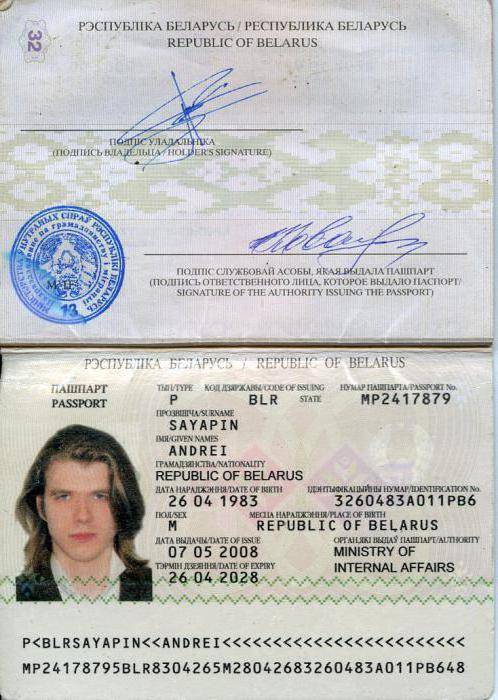 32
РЭСПУБЛІКА БЕЛАРУСЬ / РЕСПУБЛИКА БЕЛАРУСЬ
REPUBLIC OF BELARUS
ПОДПІС УЛАДАЛЬНІКА
(ПОДПИСЬ ВЛАДЕЛЬЦА / HOLDER'S SIGNATURE)
13
ПОДПІС СЛУЖБОВАЙ АСОБЫ, ЯКАЯ ВЫДАЛА ПАШПАРТ
(ПОДПИСЬ ОТВЕТСТВЕННОГО ЛИЦА, КОТОРОЕ ВЫДАЛО ПАСПОРТ/
SIGNATURE OF THE AUTHORITY ISSUING THE PASSPORT)
РЭСПУБЛІКА БЕЛАРУСЬ / REPUBLIC OF BELARUS
ПАШПАРТ
PASSPORT
ТЫП/TYPE КОД ДЗЯРЖАВЫ/CODE OF ISSUING STATE НУМАР ПАШПАРТА/PASSPORT No.
P BLR MP2417879
ПРОЗВІШЧА/SURNAME
SAYAPIN
ІМЯ/GIVEN NAMES
ANDREI
ГРАМАДЗЯНСТВА/NATIONALITY
REPUBLIC OF BELARUS
ДАТА НАРАДЖЭННЯ/DATE OF BIRTH ІДЭНТЫФІКАЦЫЙНЫ НУМАР/IDENTIFICATION No.
26 04 1983 3260483A011PB6
ПОЛ/SEX МЕСЦА НАРАДЖЭННЯ/PLACE OF BIRTH
M REPUBLIC OF BELARUS
ДАТА ВЫДАЧЫ/DATE OF ISSUE ОРГАН,ЯКІ ВЫДАЎ ПАШПАРТ/AUTHORITY
07 05 2008 MINISTRY OF
ТЭРМІН ДЗЕЯННЯ/DATE OF EXPIRY INTERNAL AFFAIRS
26 04 2028
P<BLRSAYAPIN<<ANDREI<<<<<<<<<<<<<<<<<<<<<<<<
MP24178795BLR8304265M28042683260483A011PB648